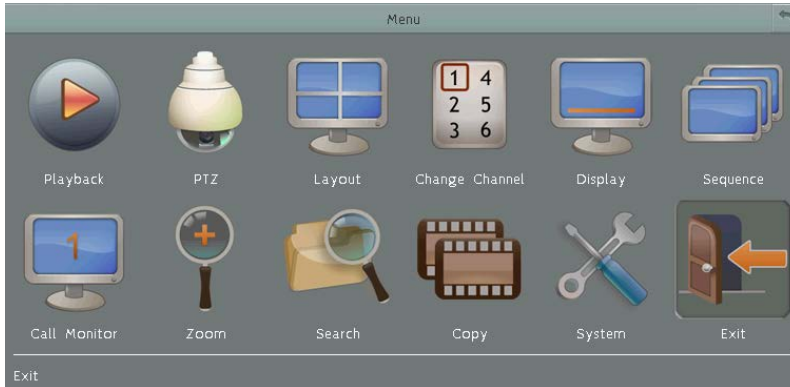 Menu
Playback PTZ Layout Change Channel Display Sequence
1 4
2 5
3 6
Call Monitor Zoom Search Copy System Exit
1
Exit